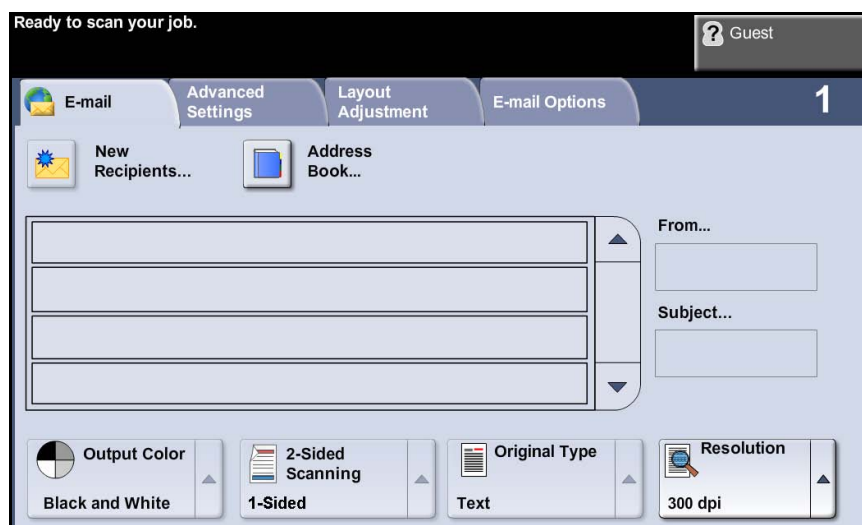 Ready to scan your job.
? Guest
E-mail
Advanced
Settings
Layout
Adjustment
E-mail Options
1
New
Recipients...
Address
Book...
From...
Subject...
Output Color
Black and White
2-Sided
Scanning
1-Sided
Original Type
Text
Resolution
300 dpi